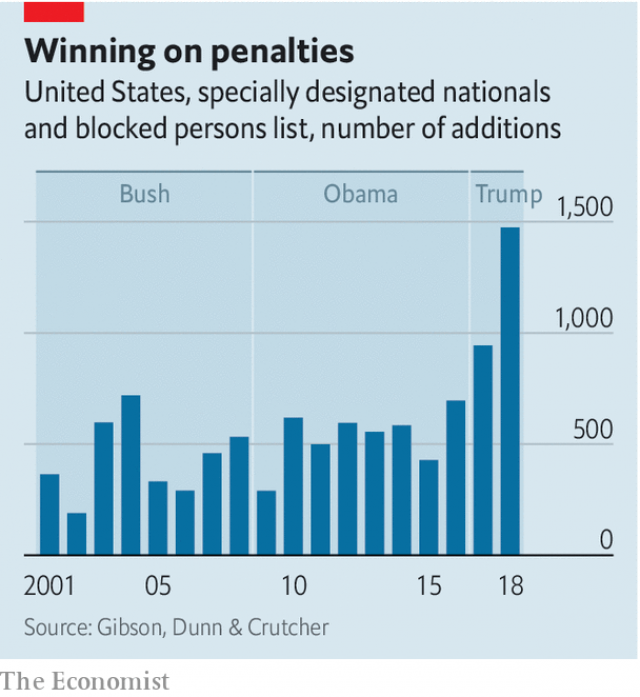 Winning on penalties
United States, specially designated nationals
and blocked persons list, number of additions
Bush Obama Trump
1,500
1,000
500
0
2001 05 10 15 18
Source: Gibson, Dunn & Crutcher
The Economist